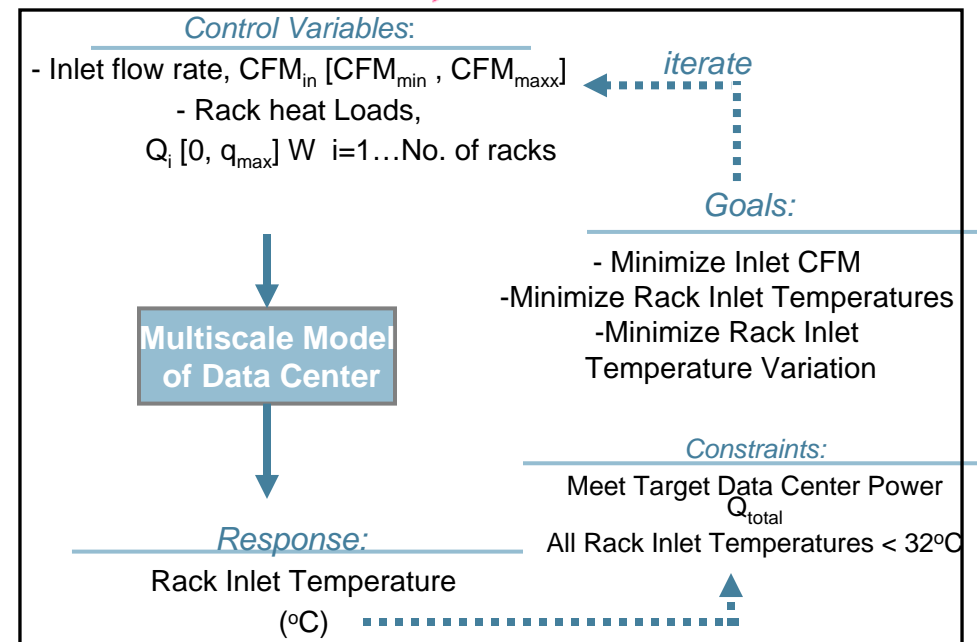 Control Variables:
- Inlet flow rate, CFMin [CFMmin , CFMmaxx]
- Rack heat Loads,
Qi [0, qmax] W i=1…No. of racks
iterate
Goals:
- Minimize Inlet CFM
-Minimize Rack Inlet Temperatures
-Minimize Rack Inlet
Temperature Variation
Multiscale Model
of Data Center
Constraints:
Meet Target Data Center Power
Qtotal
All Rack Inlet Temperatures < 32oC
Response:
Rack Inlet Temperature
(oC)